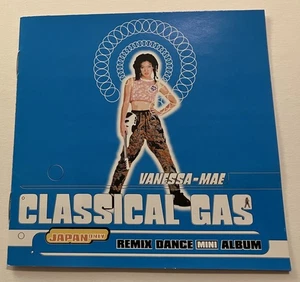 VANESSA-MAE
CLASSICAL GAS
JAPAN ONLY
REMIX DANCE MINI ALBUM